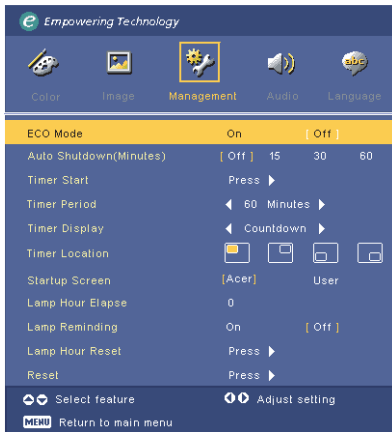 e Empowering Technology
abc
Color Image Management Audio Language
ECO Mode On [ Off ]
Auto Shutdown(Minutes) [ Off ] 15 30 60
Timer Start Press
Timer Period 60 Minutes
Timer Display Countdown
Timer Location
Startup Screen [Acer] User
Lamp Hour Elapse 0
Lamp Reminding On [ Off ]
Lamp Hour Reset Press
Reset Press
Select feature Adjust setting
MENU Return to main menu